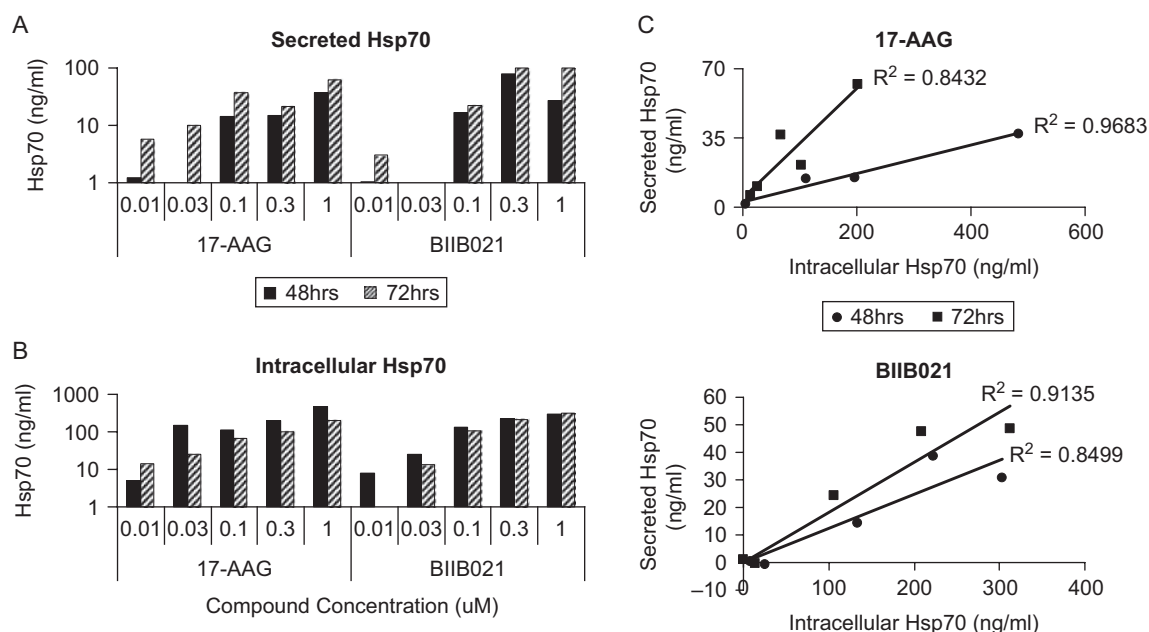 A
Secreted Hsp70
Hsp70 (ng/ml)
100
10
1
0.01 0.03 0.1 0.3 1 0.01 0.03 0.1 0.3 1
17-AAG BIIB021
48hrs 72hrs
B
Intracellular Hsp70
Hsp70 (ng/ml)
1000
100
10
1
0.01 0.03 0.1 0.3 1 0.01 0.03 0.1 0.3 1
17-AAG BIIB021
Compound Concentration (uM)
C
17-AAG
Secreted Hsp70
(ng/ml)
70
35
0
R² = 0.8432
R² = 0.9683
0 200 400 600
Intracellular Hsp70 (ng/ml)
48hrs 72hrs
BIIB021
Secreted Hsp70
(ng/ml)
60
50
40
30
20
10
0
–10
R² = 0.9135
R² = 0.8499
0 100 200 300 400
Intracellular Hsp70 (ng/ml)